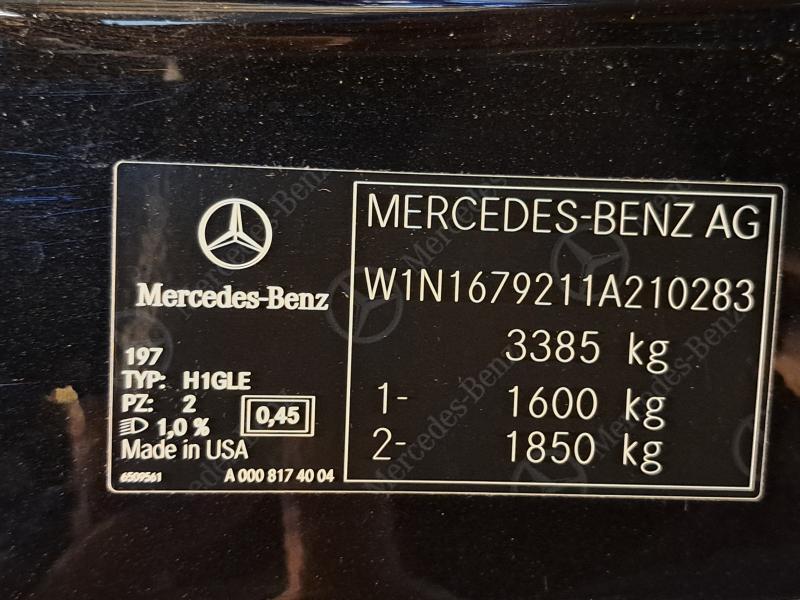 Mercedes-Benz
197
TYP: H1GLE
PZ: 2
1,0 %
0,45
Made in USA
6509561
A 000 817 40 04
MERCEDES-BENZ AG
W1N1679211A210283
3385 kg
1- 1600 kg
2- 1850 kg